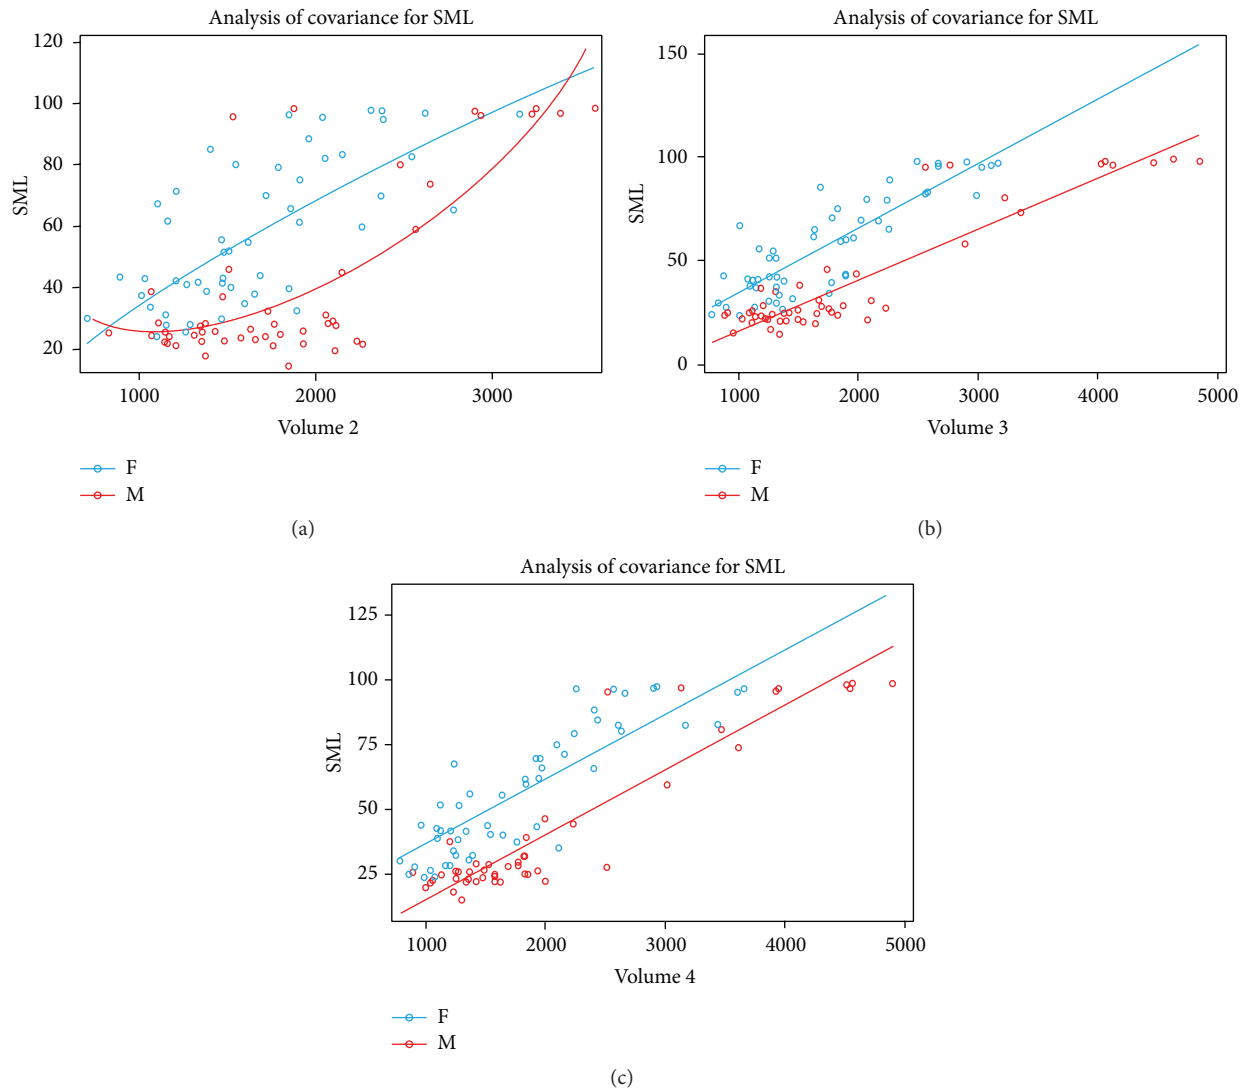 Analysis of covariance for SML
120
100
80
60
40
20
SML
1000 2000 3000
Volume 2
F
M
(a)
Analysis of covariance for SML
150
100
50
0
SML
1000 2000 3000 4000 5000
Volume 3
F
M
(b)
Analysis of covariance for SML
125
100
75
50
25
SML
1000 2000 3000 4000 5000
Volume 4
F
M
(c)